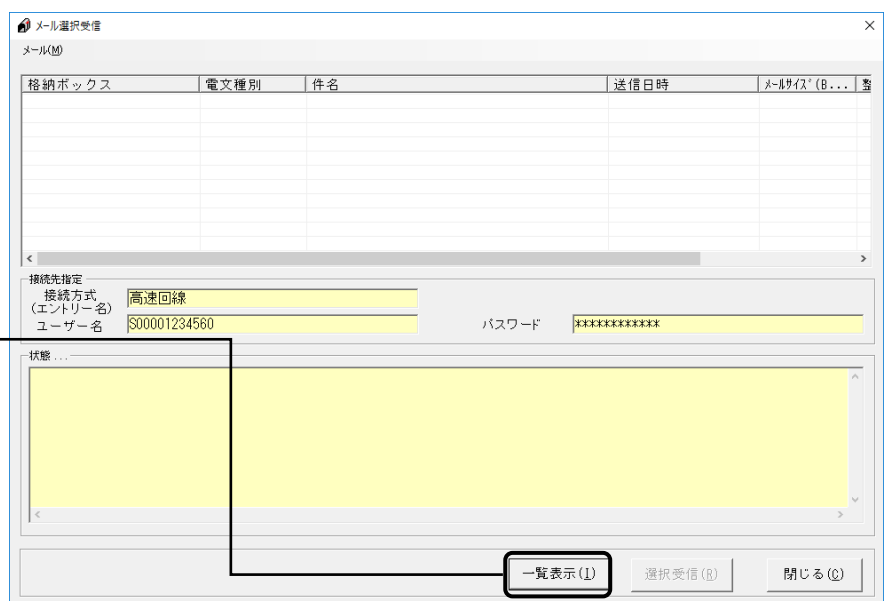 メール選択受信
メール(M)
格納ボックス 電文種別 件名 送信日時 メールサイズ(B... 整
接続先指定
接続方式
(エントリー名)
高速回線
ユーザー名 S00001234560 パスワード ************
状態...
一覧表示(I) 選択受信(R) 閉じる(C)